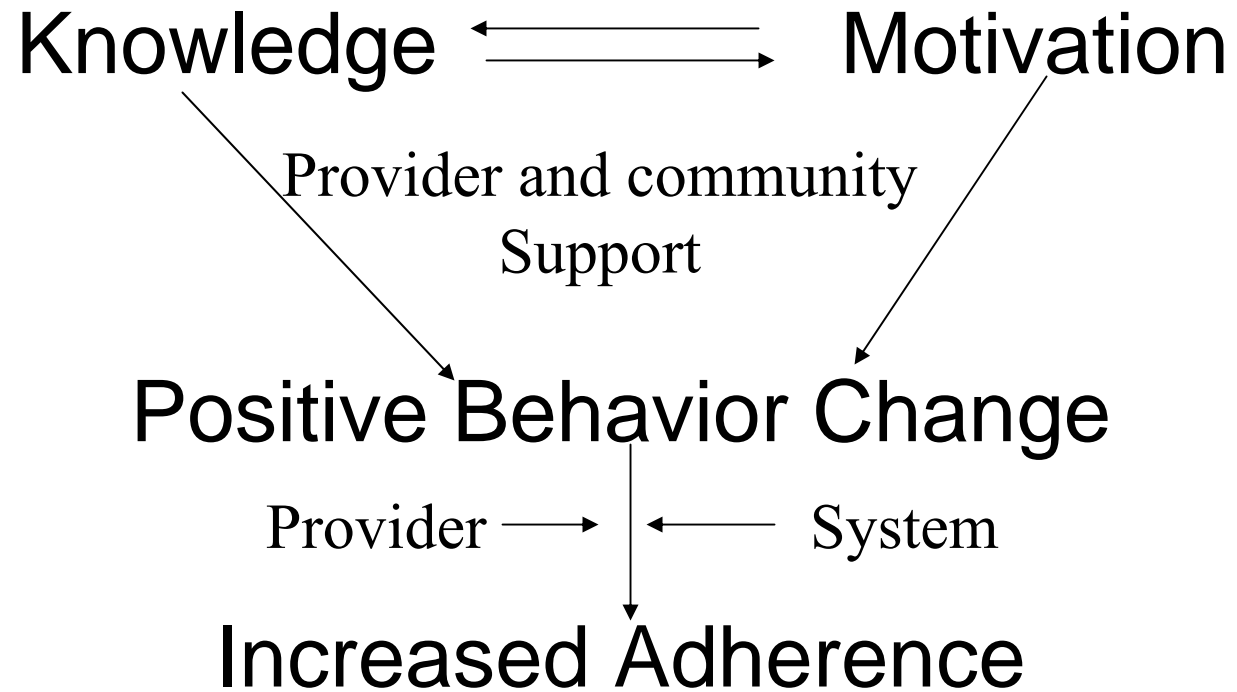 Knowledge Motivation
Provider and community
Support
Positive Behavior Change
Provider System
Increased Adherence